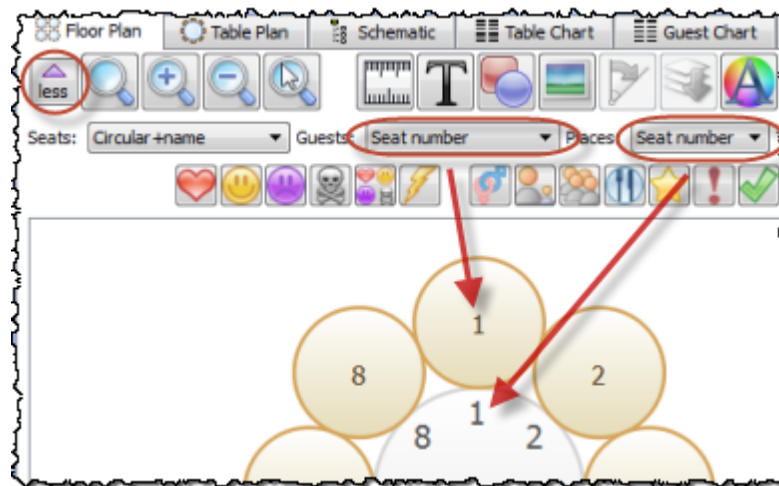 Floor Plan Table Plan Schematic Table Chart Guest Chart
less T A
Seats: Circular+name Guests: Seat number Places Seat number
1
8 2
1
8 2